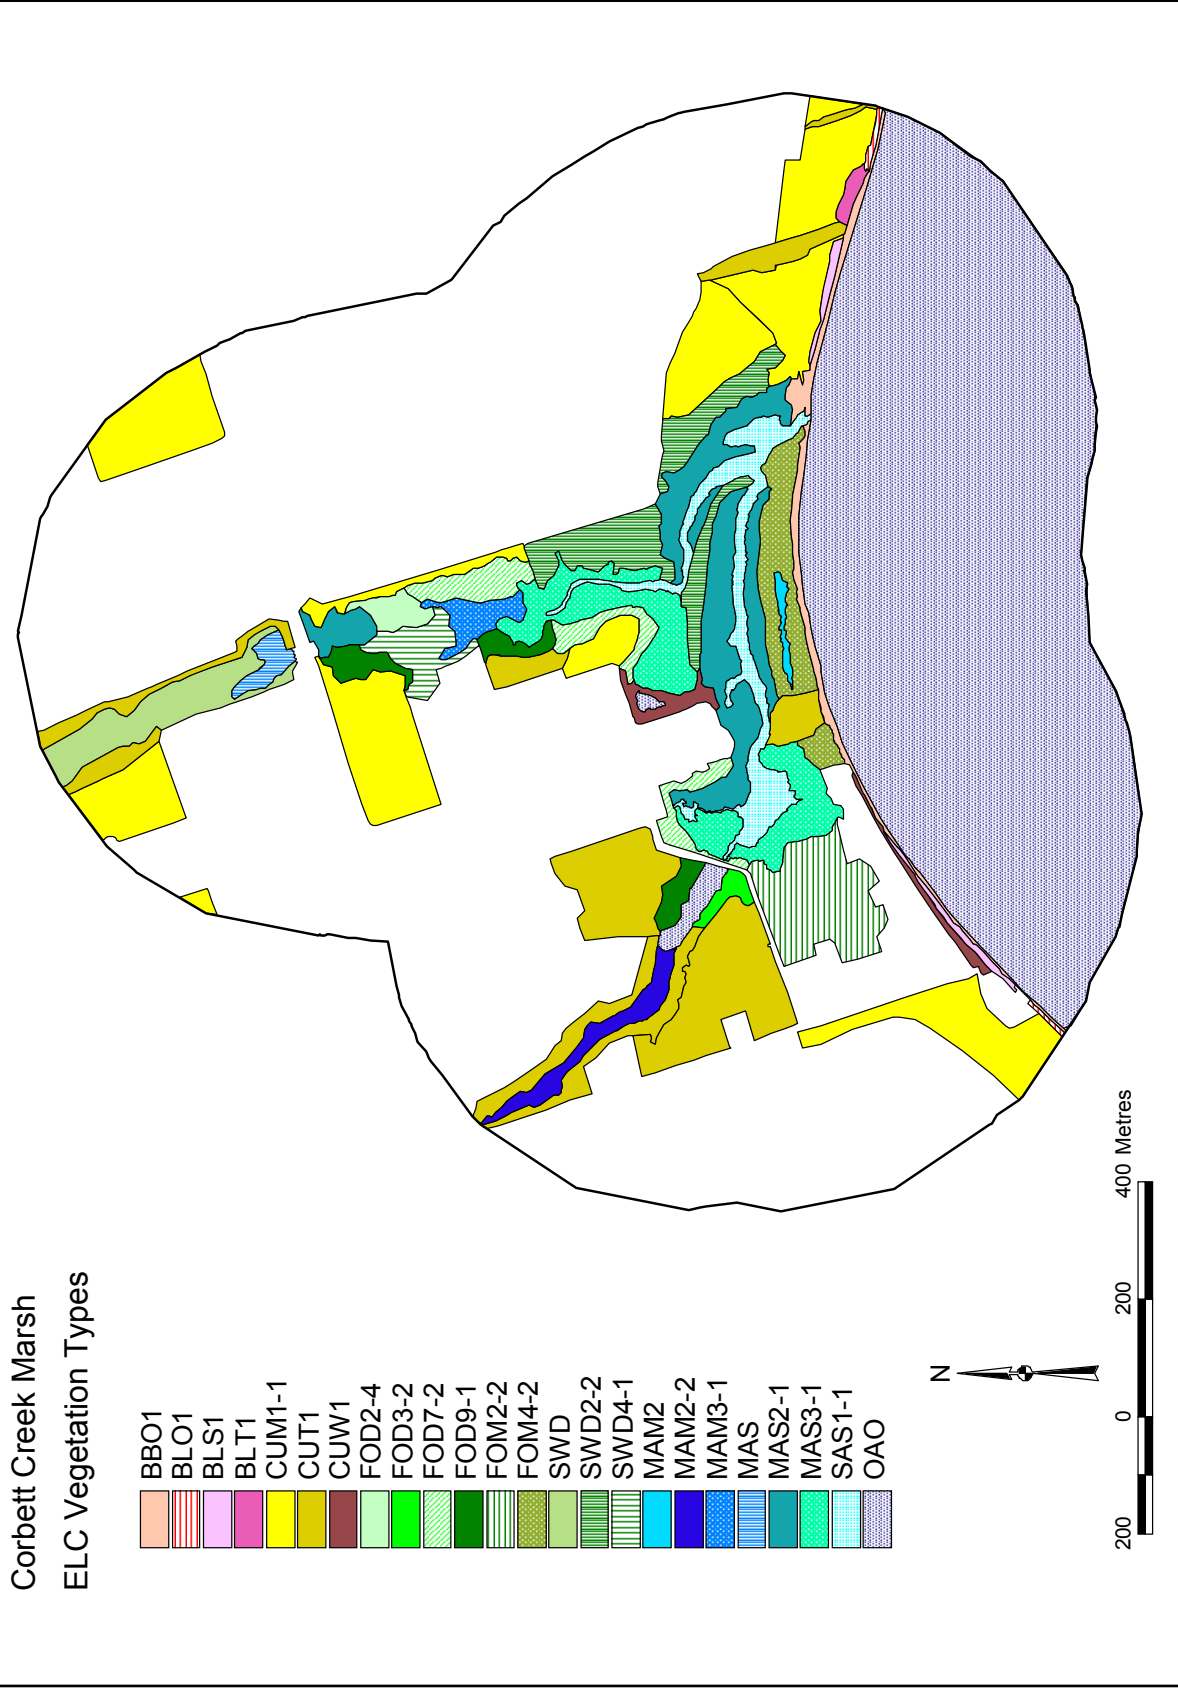 Corbett Creek Marsh
ELC Vegetation Types
BBO1
BLO1
BLS1
BLT1
CUM1-1
CUT1
CUW1
FOD2-4
FOD3-2
FOD7-2
FOD9-1
FOM2-2
FOM4-2
SWD
SWD2-2
SWD4-1
MAM2
MAM2-2
MAM3-1
MAS
MAS2-1
MAS3-1
SAS1-1
OAO
N
200 0 200 400 Metres